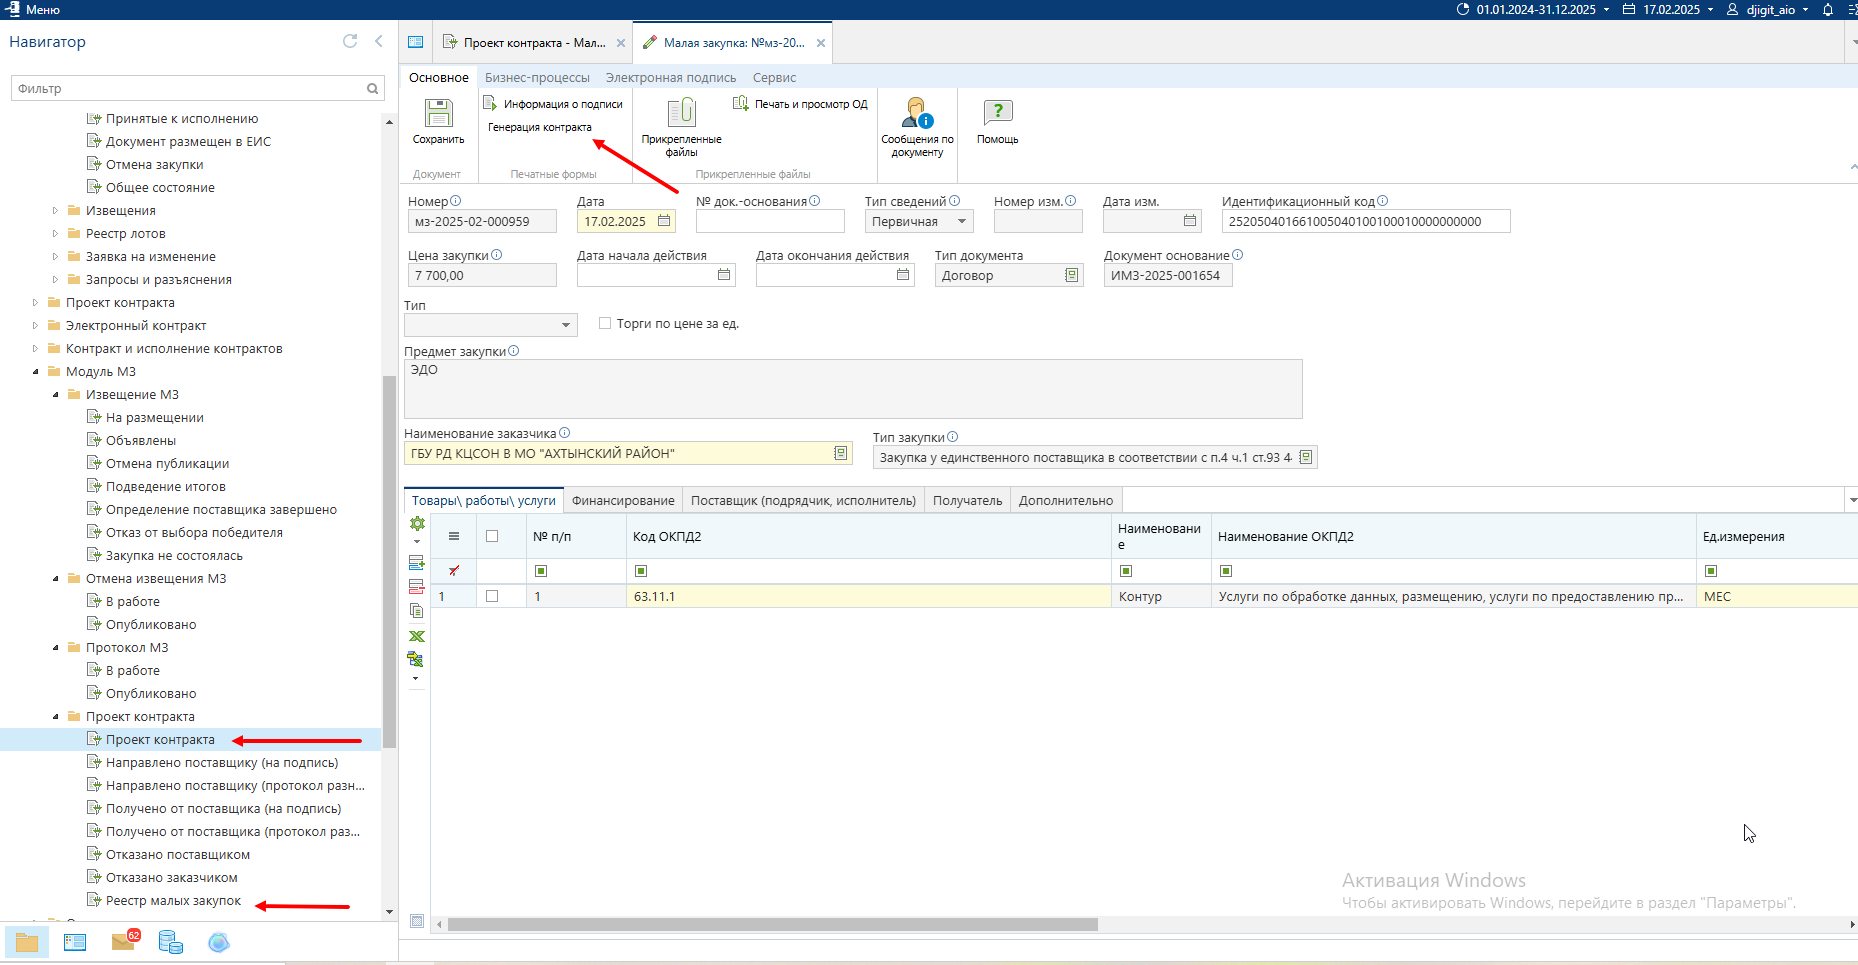 Меню
01.01.2024-31.12.2025
17.02.2025
djigit_aio
Навигатор
Проект контракта - Мал...
Малая закупка: №мз-20...
Фильтр
Основное
Бизнес-процессы
Электронная подпись
Сервис
Сохранить
Документ
Информация о подписи
Генерация контракта
Печатные формы
Прикрепленные
файлы
Печать и просмотр ОД
Прикрепленные файлы
Сообщения по
документу
Помощь
Принятые к исполнению
Документ размещен в ЕИС
Отмена закупки
Общее состояние
Извещения
Реестр лотов
Заявка на изменение
Запросы и разъяснения
Проект контракта
Электронный контракт
Контракт и исполнение контрактов
Модуль МЗ
Извещение МЗ
На размещении
Объявлены
Отмена публикации
Подведение итогов
Определение поставщика завершено
Отказ от выбора победителя
Закупка не состоялась
Отмена извещения МЗ
В работе
Опубликовано
Протокол МЗ
В работе
Опубликовано
Проект контракта
Проект контракта
Направлено поставщику (на подпись)
Направлено поставщику (протокол разн...
Получено от поставщика (на подпись)
Получено от поставщика (протокол раз...
Отказано поставщиком
Отказано заказчиком
Реестр малых закупок
62
Номер
Дата
№ док.-основания
Тип сведений
Номер изм.
Дата изм.
Идентификационный код
мз-2025-02-000959
17.02.2025
Первичная
252050401661005040100100010000000000
Цена закупки
Дата начала действия
Дата окончания действия
Тип документа
Документ основание
7 700,00
Договор
ИМЗ-2025-001654
Тип
Торги по цене за ед.
Предмет закупки
ЭДО
Наименование заказчика
Тип закупки
ГБУ РД КЦСОН В МО "АХТЫНСКИЙ РАЙОН"
Закупка у единственного поставщика в соответствии с п.4 ч.1 ст.93 4
Товары\ работы\ услуги
Финансирование
Поставщик (подрядчик, исполнитель)
Получатель
Дополнительно
№ п/п
Код ОКПД2
Наименовани
е
Наименование ОКПД2
Ед.измерения
1
1
63.11.1
Контур
Услуги по обработке данных, размещению, услуги по предоставлению пр...
МЕС
Активация Windows
Чтобы активировать Windows, перейдите в раздел "Параметры".